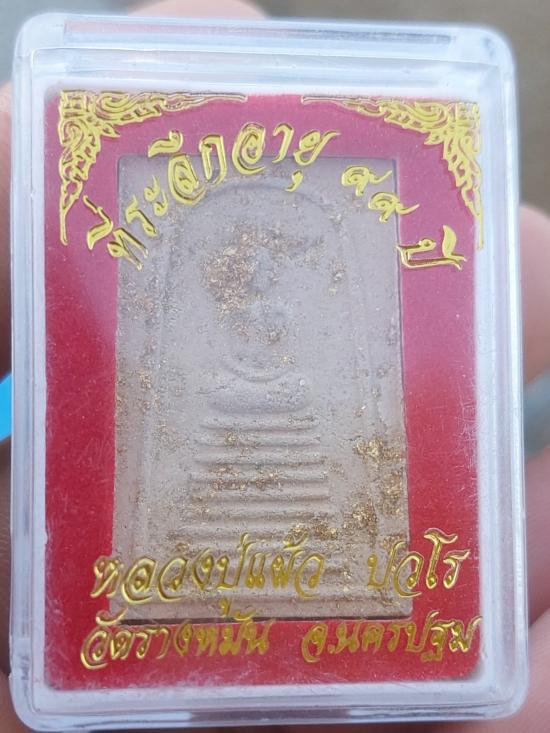 ที่ระลึกอายุ ๘๘ ปี
หลวงปู่แผ้ว ปวโร
วัดรางหมัน จ.นครปฐม